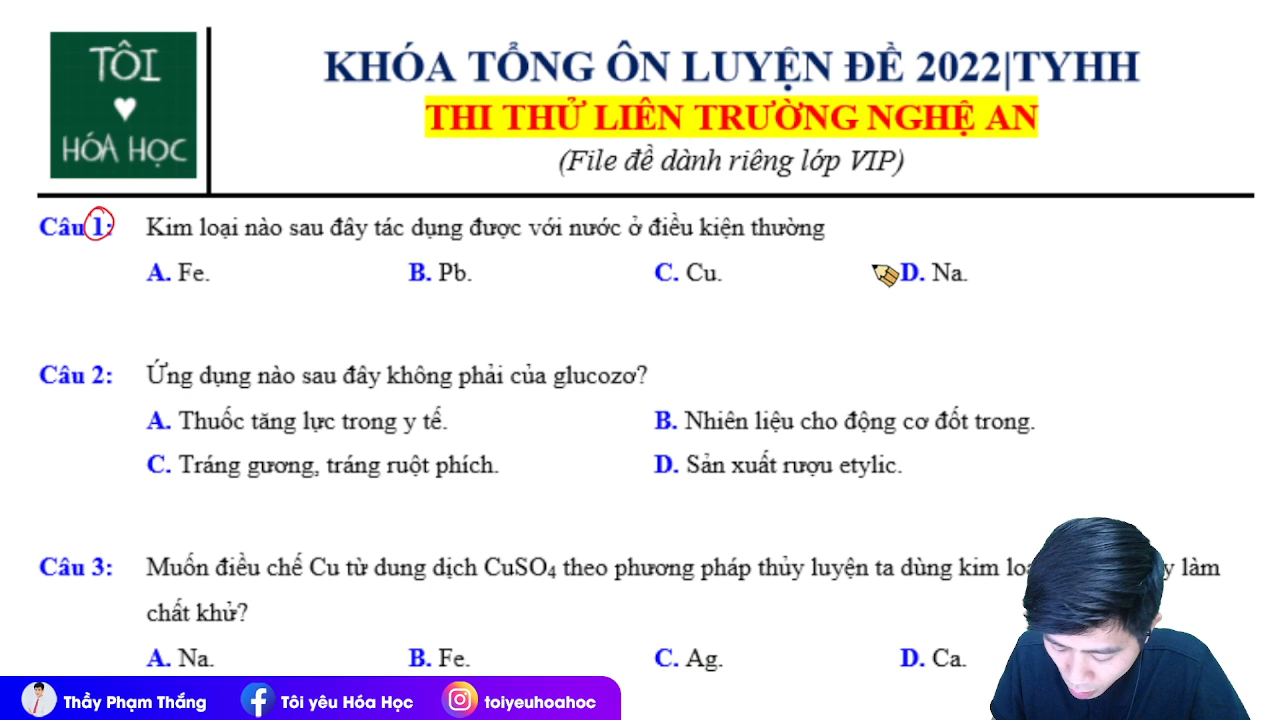 TÔI
HÓA HỌC
KHÓA TỔNG ÔN LUYỆN ĐỀ 2022|TYHH
THI THỬ LIÊN TRƯỜNG NGHỆ AN
(File đề dành riêng lớp VIP)
Câu 1: Kim loại nào sau đây tác dụng được với nước ở điều kiện thường
A. Fe. B. Pb. C. Cu. D. Na.
Câu 2: Ứng dụng nào sau đây không phải của glucozơ?
A. Thuốc tăng lực trong y tế. B. Nhiên liệu cho động cơ đốt trong.
C. Tráng gương, tráng ruột phích. D. Sản xuất rượu etylic.
Câu 3: Muốn điều chế Cu từ dung dịch CuSO₄ theo phương pháp thủy luyện ta dùng kim làm
chất khử?
A. Na. B. Fe. C. Ag. D. Ca.
Thầy Phạm Thắng Tôi yêu Hóa Học toiyeuhoahoc